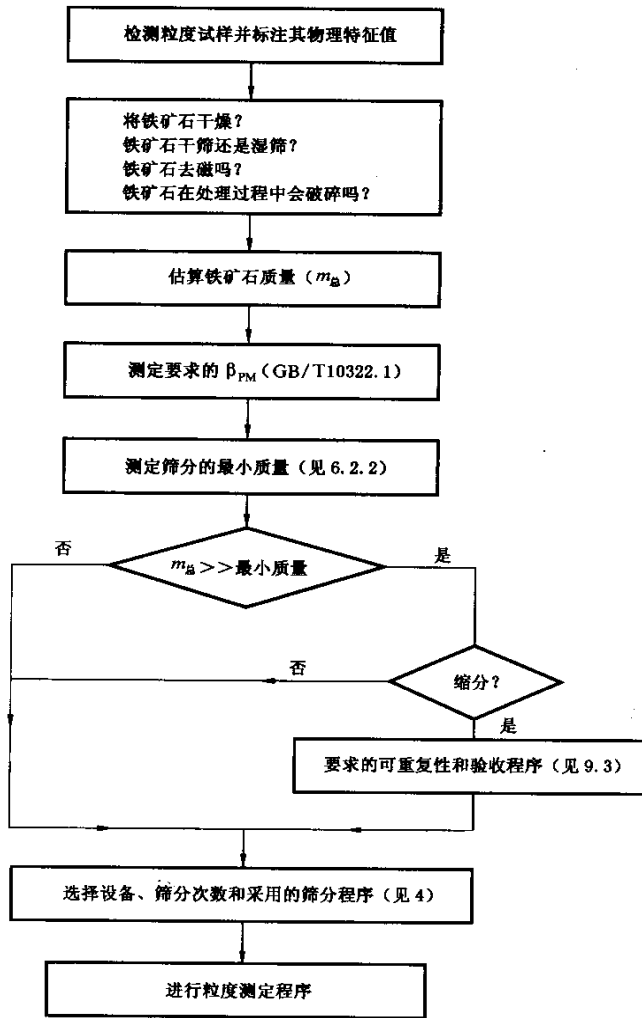 检测粒度试样并标注其物理特征值
将铁矿石干燥？
铁矿石干筛还是湿筛？
铁矿石去磁吗？
铁矿石在处理过程中会破碎吗？
估算铁矿石质量（m总）
测定要求的 βPM（GB/T10322.1）
测定筛分的最小质量（见 6.2.2）
否
m总>>最小质量
是
否
缩分？
是
要求的可重复性和验收程序（见 9.3）
选择设备、筛分次数和采用的筛分程序（见 4）
进行粒度测定程序